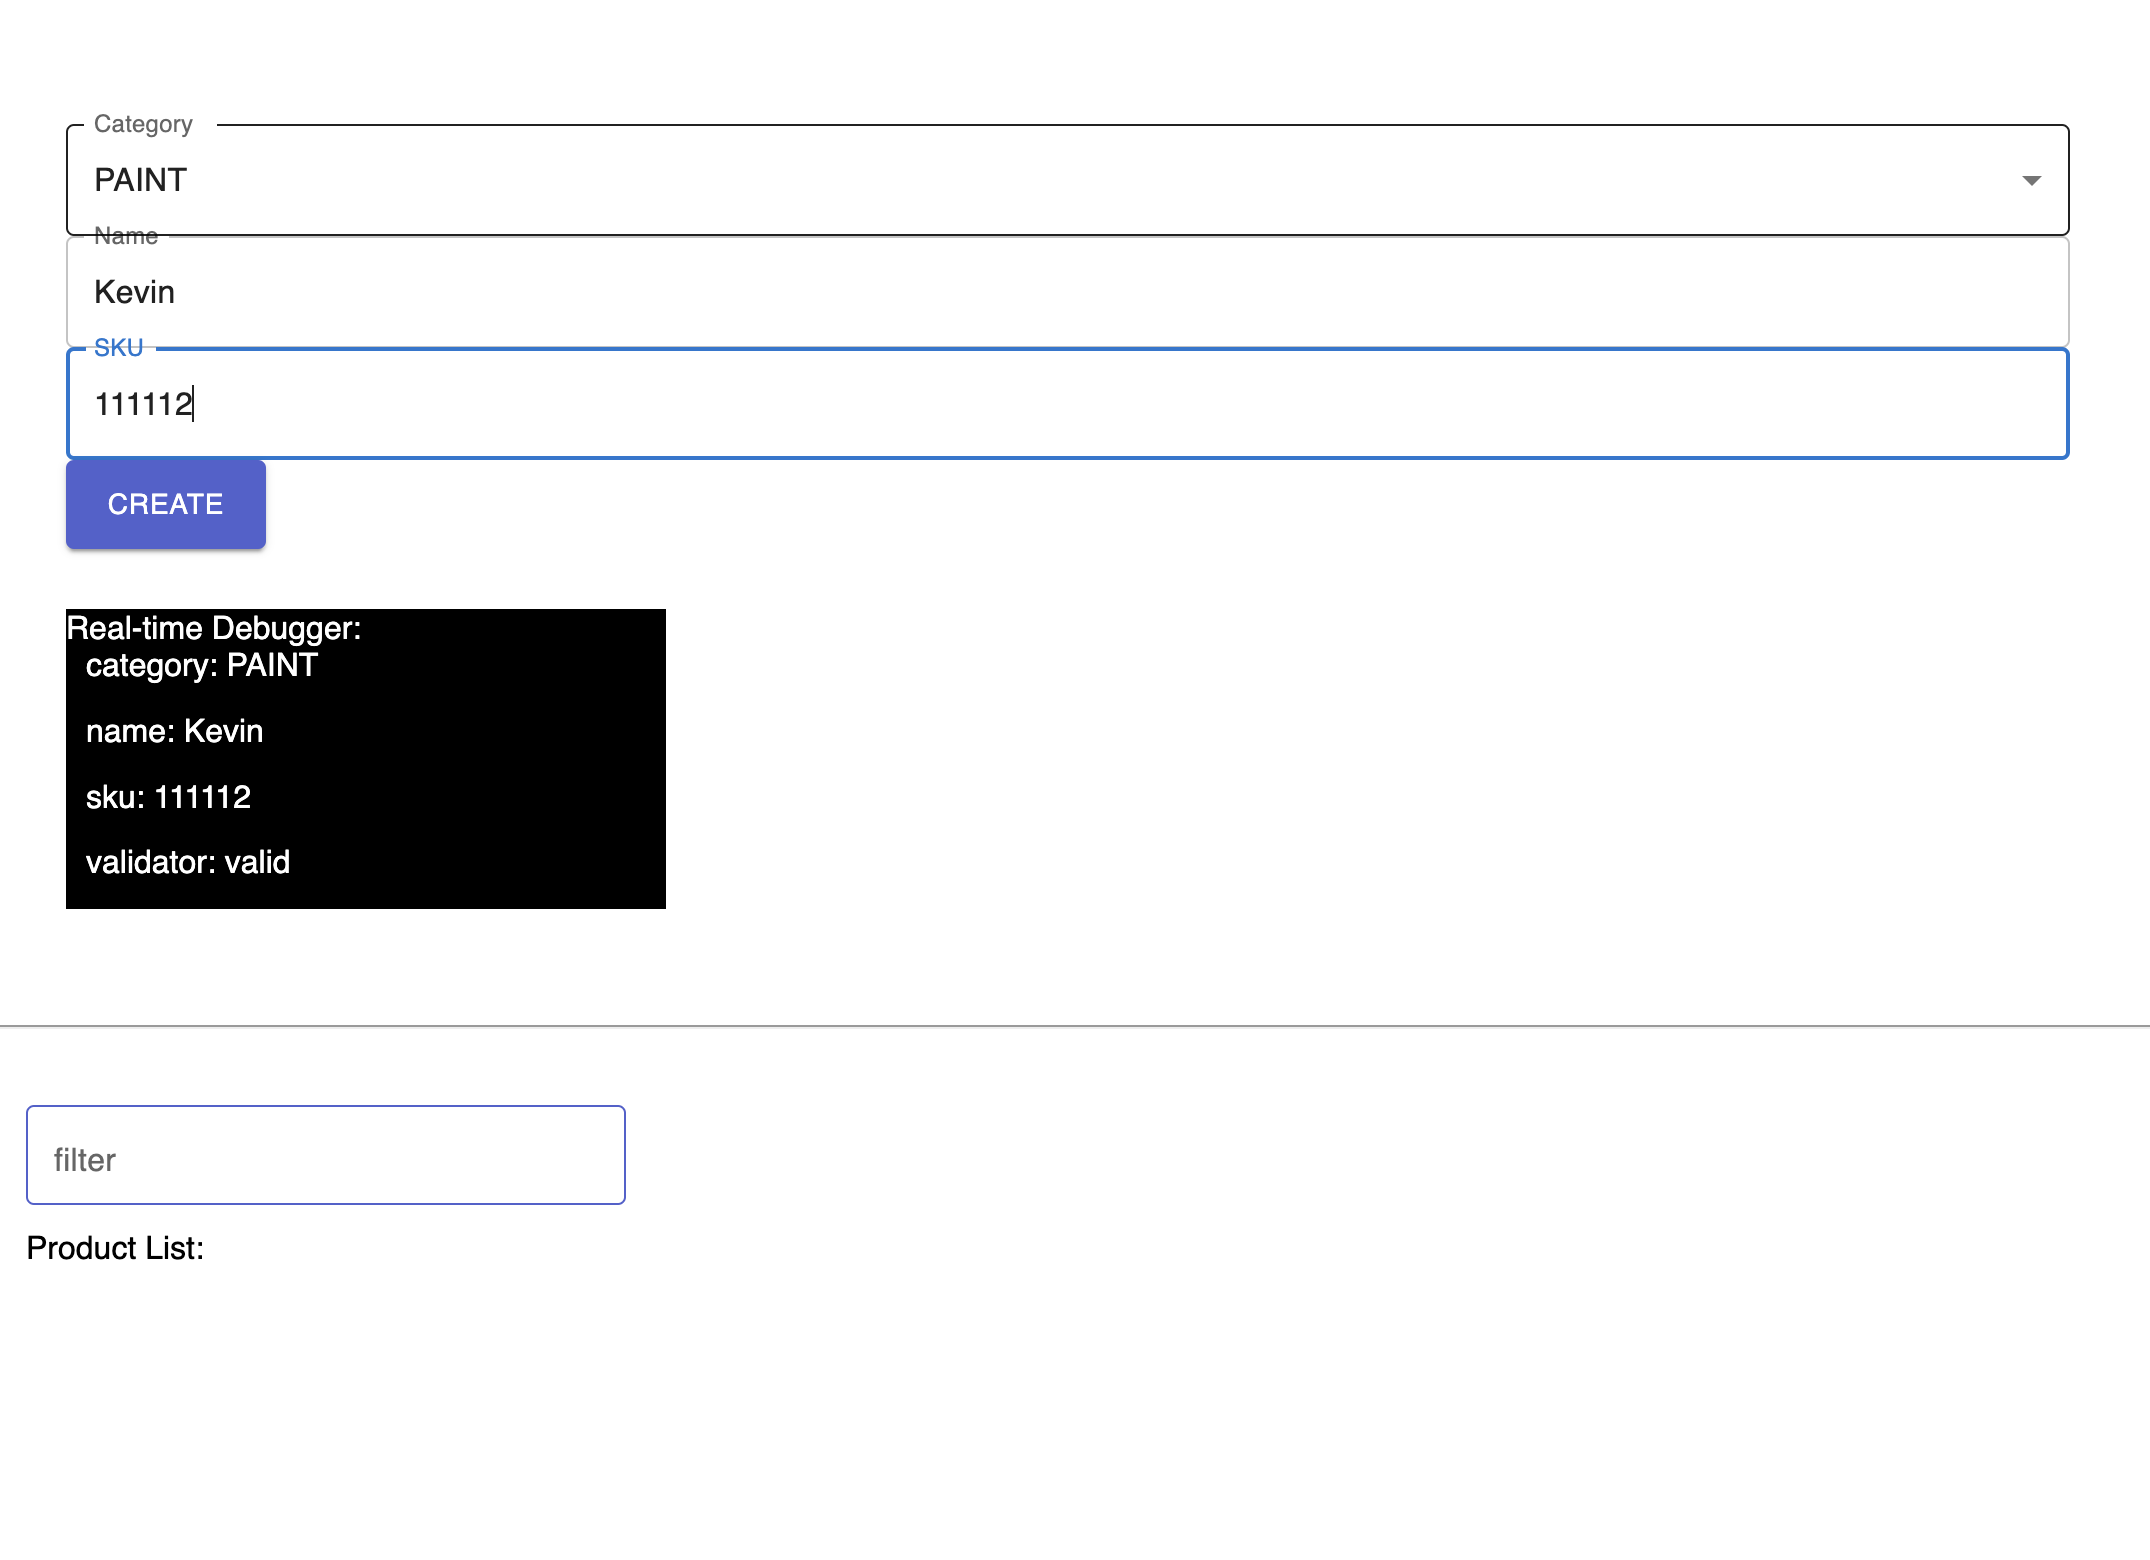 Category
PAINT
Name
Kevin
SKU
111112
CREATE
Real-time Debugger:
category: PAINT
name: Kevin
sku: 111112
validator: valid
filter
Product List: